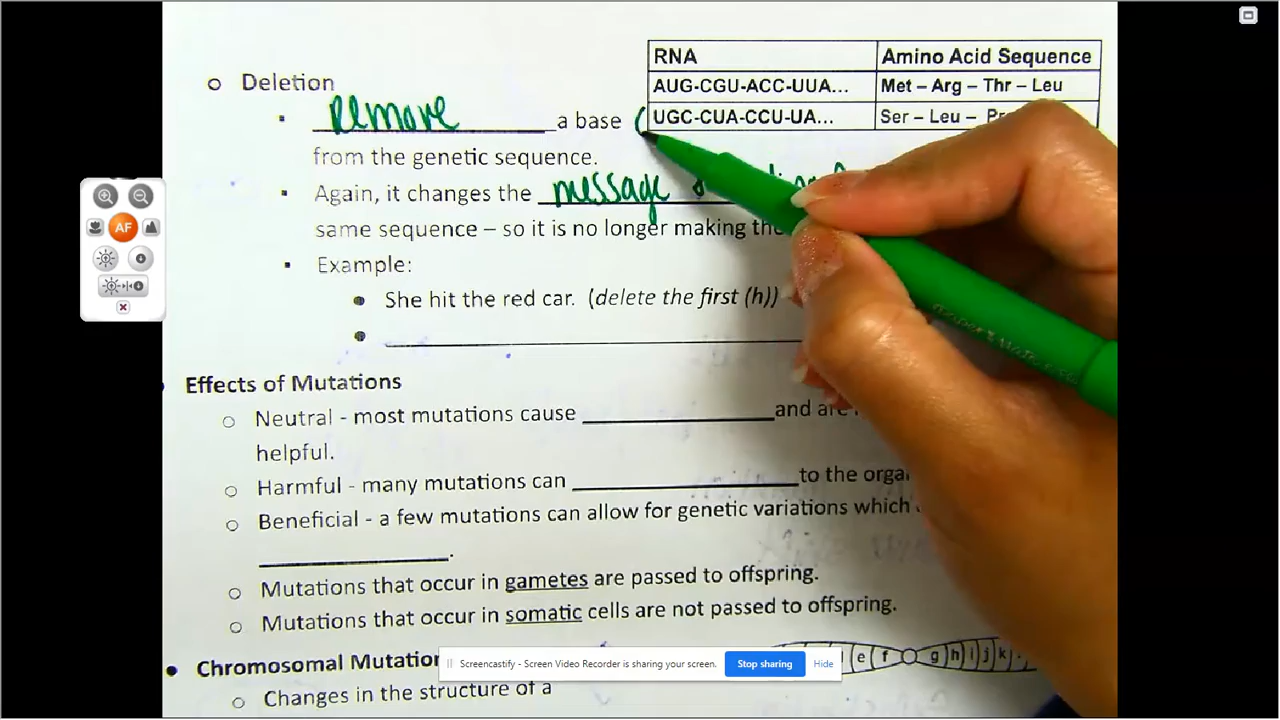 RNA Amino Acid Sequence
AUG-CGU-ACC-UUA... Met – Arg – Thr – Leu
UGC-CUA-CCU-UA... Ser – Leu –
○ Deletion
▪ Remove a base (
from the genetic sequence.
▪ Again, it changes the message
same sequence – so it is no longer making the
▪ Example:
● She hit the red car. (delete the first (h))
●
AF
Effects of Mutations
○ Neutral - most mutations cause __________ and are
helpful.
○ Harmful - many mutations can __________ to the
○ Beneficial - a few mutations can allow for genetic variations which
__________.
○ Mutations that occur in gametes are passed to offspring.
○ Mutations that occur in somatic cells are not passed to offspring.
● Chromosomal
e f g h i j k
Screencastify - Screen Video Recorder is sharing your screen. Stop sharing Hide
○ Changes in the structure of a